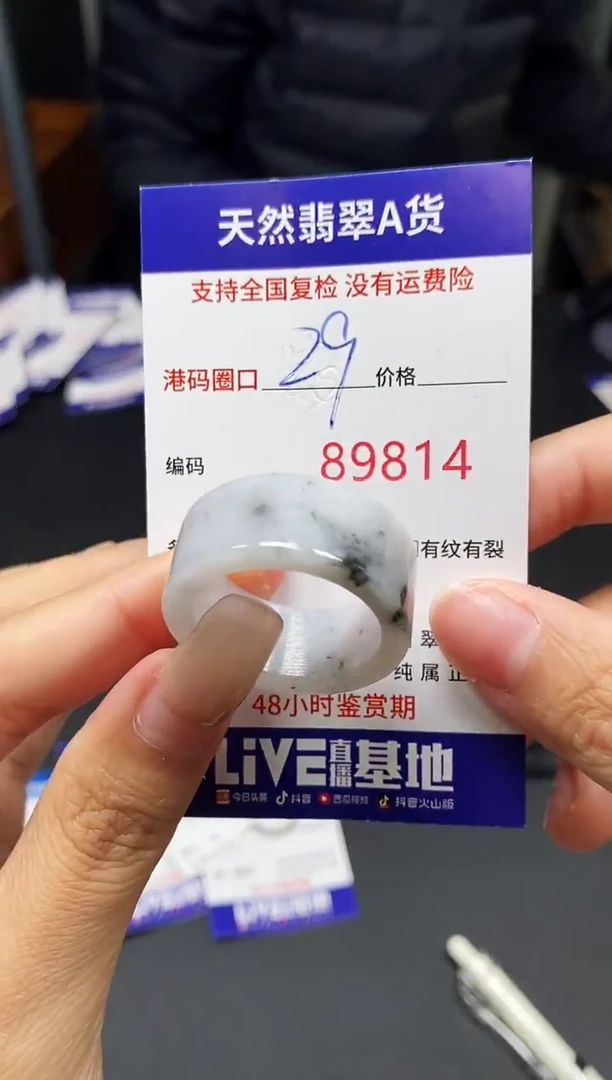 天然翡翠A货
支持全国复检 没有运费险
港码圈口 29 价格
编码 89814
有纹有裂
翠
纯属正
48小时鉴赏期
LiVE直播基地
今日头条 抖音 西瓜视频 抖音火山版